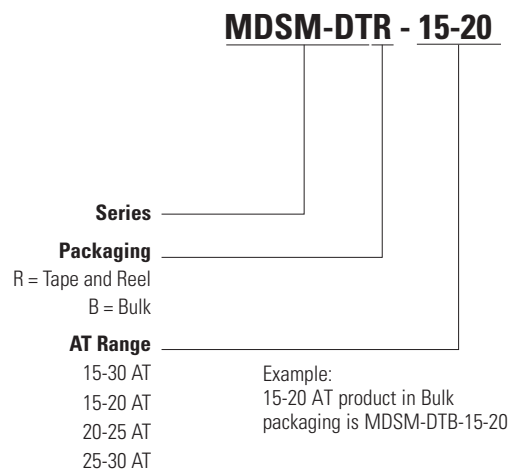 MDSM-DTR - 15-20
Series
Packaging
R = Tape and Reel
B = Bulk
AT Range
15-30 AT
15-20 AT
20-25 AT
25-30 AT
Example:
15-20 AT product in Bulk
packaging is MDSM-DTB-15-20